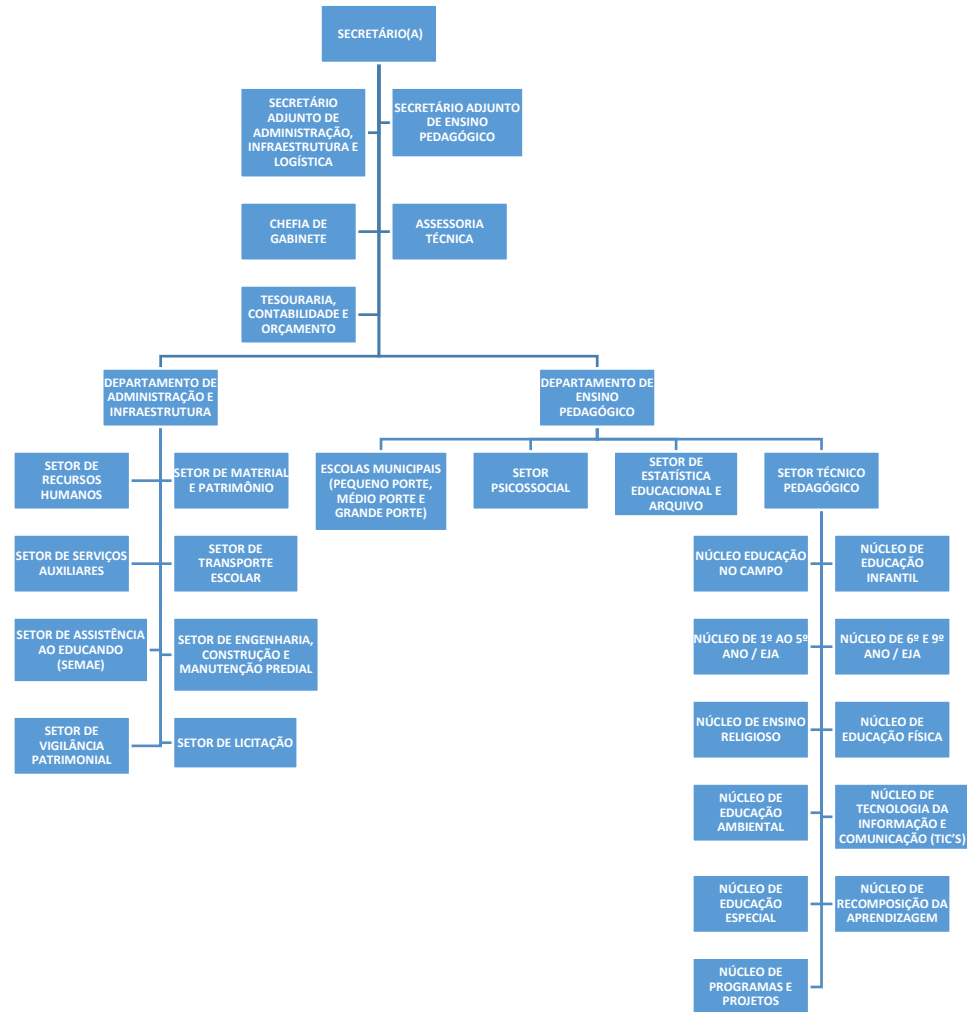 SECRETÁRIO(A)
SECRETÁRIO
ADJUNTO DE
ADMINISTRAÇÃO,
INFRAESTRUTURA E
LOGÍSTICA
SECRETÁRIO ADJUNTO
DE ENSINO
PEDAGÓGICO
CHEFIA DE
GABINETE
ASSESSORIA
TÉCNICA
TESOURARIA,
CONTABILIDADE E
ORÇAMENTO
DEPARTAMENTO DE
ADMINISTRAÇÃO E
INFRAESTRUTURA
DEPARTAMENTO DE
ENSINO
PEDAGÓGICO
SETOR DE
RECURSOS
HUMANOS
SETOR DE MATERIAL
E PATRIMÔNIO
SETOR DE SERVIÇOS
AUXILIARES
SETOR DE
TRANSPORTE
ESCOLAR
SETOR DE ASSISTÊNCIA
AO EDUCANDO
(SEMAE)
SETOR DE ENGENHARIA,
CONSTRUÇÃO E
MANUTENÇÃO PREDIAL
SETOR DE
VIGILÂNCIA
PATRIMONIAL
SETOR DE LICITAÇÃO
ESCOLAS MUNICIPAIS
(PEQUENO PORTE,
MÉDIO PORTE E
GRANDE PORTE)
SETOR
PSICOSSOCIAL
SETOR DE
ESTATÍSTICA
EDUCACIONAL E
ARQUIVO
SETOR TÉCNICO
PEDAGÓGICO
NÚCLEO EDUCAÇÃO
NO CAMPO
NÚCLEO DE
EDUCAÇÃO
INFANTIL
NÚCLEO DE 1º AO 5º
ANO / EJA
NÚCLEO DE 6º E 9º
ANO / EJA
NÚCLEO DE ENSINO
RELIGIOSO
NÚCLEO DE
EDUCAÇÃO FÍSICA
NÚCLEO DE
EDUCAÇÃO
AMBIENTAL
NÚCLEO DE
TECNOLOGIA DA
INFORMAÇÃO E
COMUNICAÇÃO (TIC'S)
NÚCLEO DE
EDUCAÇÃO
ESPECIAL
NÚCLEO DE
RECOMPOSIÇÃO DA
APRENDIZAGEM
NÚCLEO DE
PROGRAMAS E
PROJETOS